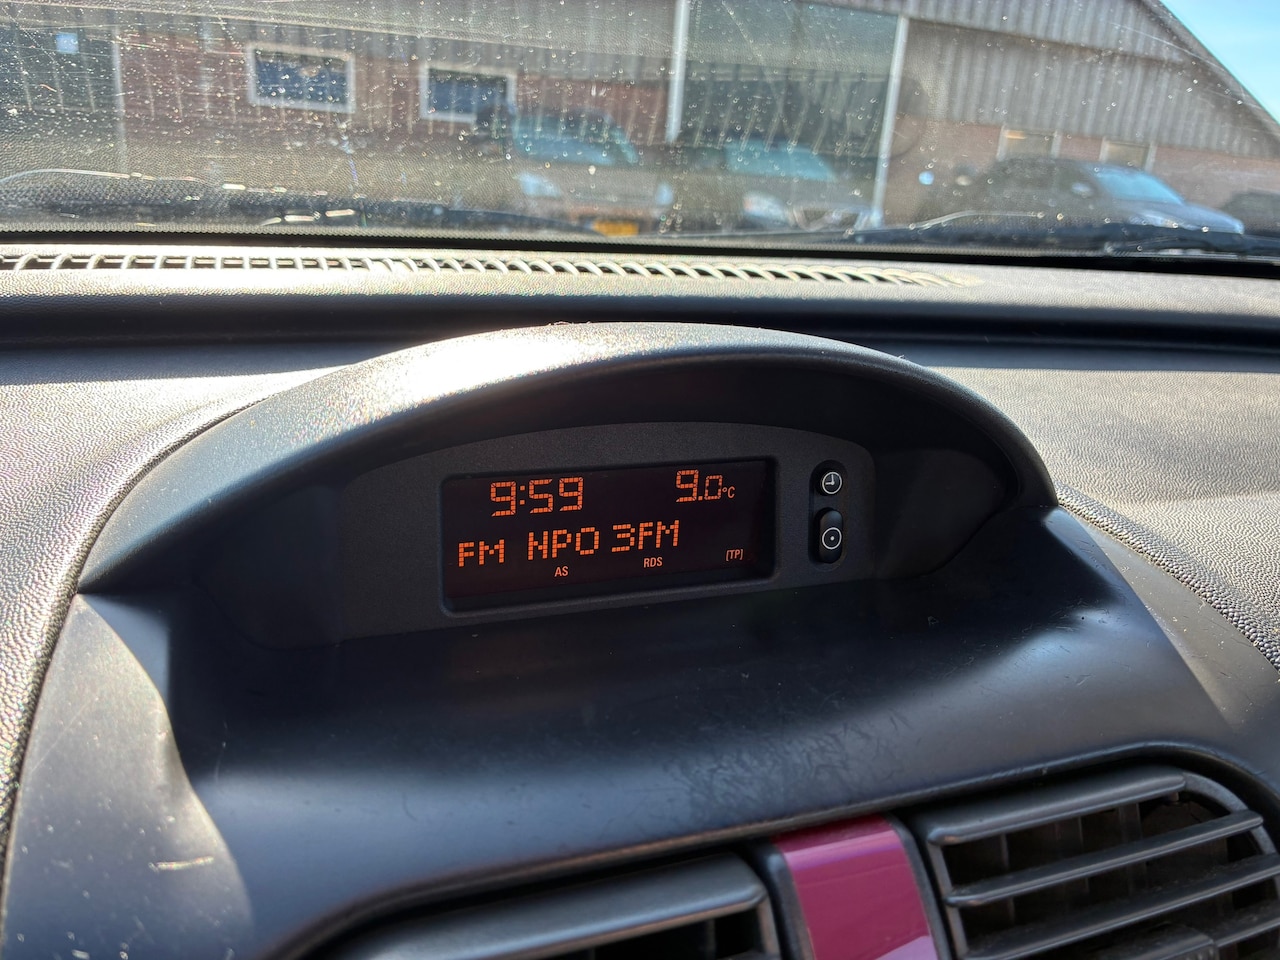 9:59 9.0°C
FM NPO 3FM
AS RDS [TP]